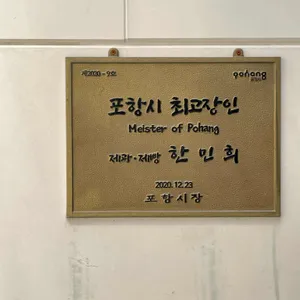 제2020-9호
pohang
포항시 최고장인
Meister of Pohang
제과·제빵 한민희
2020.12.23
포항시장